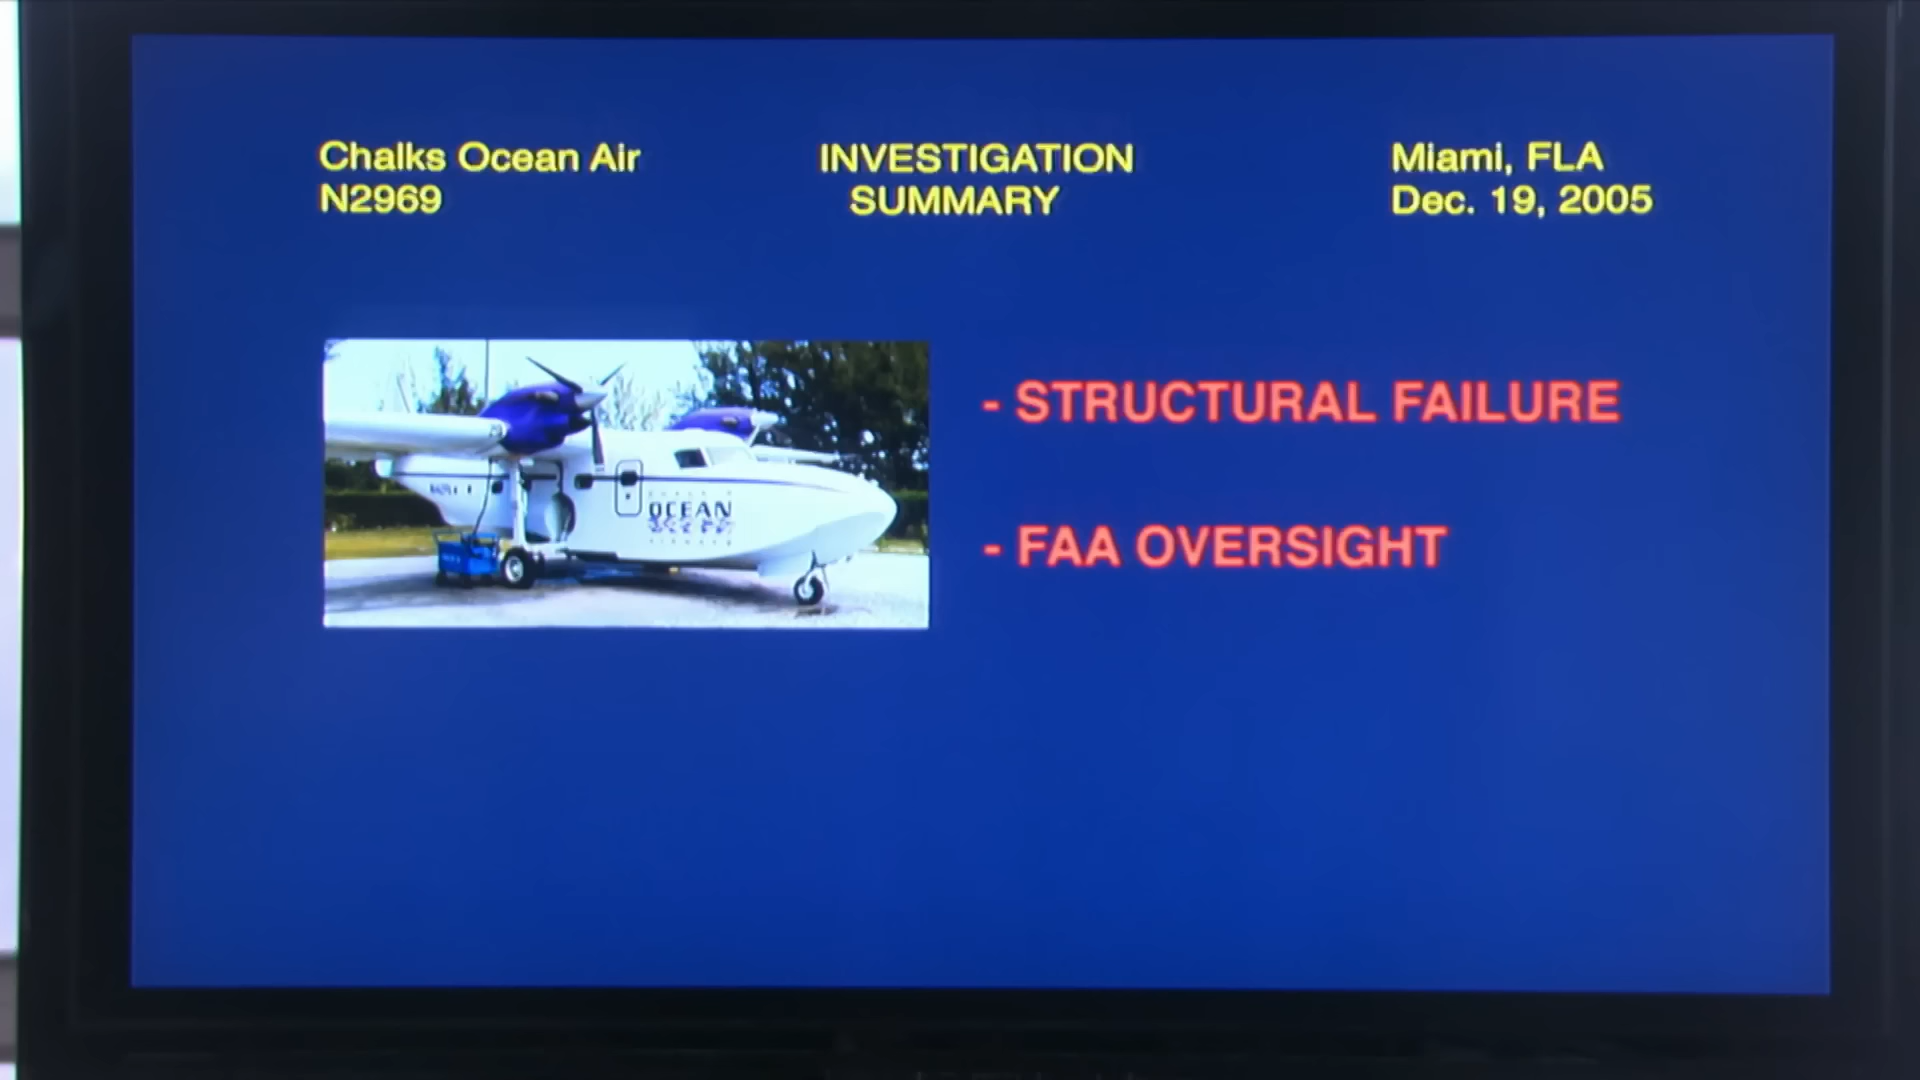 Chalks Ocean Air
N2969
INVESTIGATION
SUMMARY
Miami, FLA
Dec. 19, 2005
- STRUCTURAL FAILURE
- FAA OVERSIGHT
OCEAN